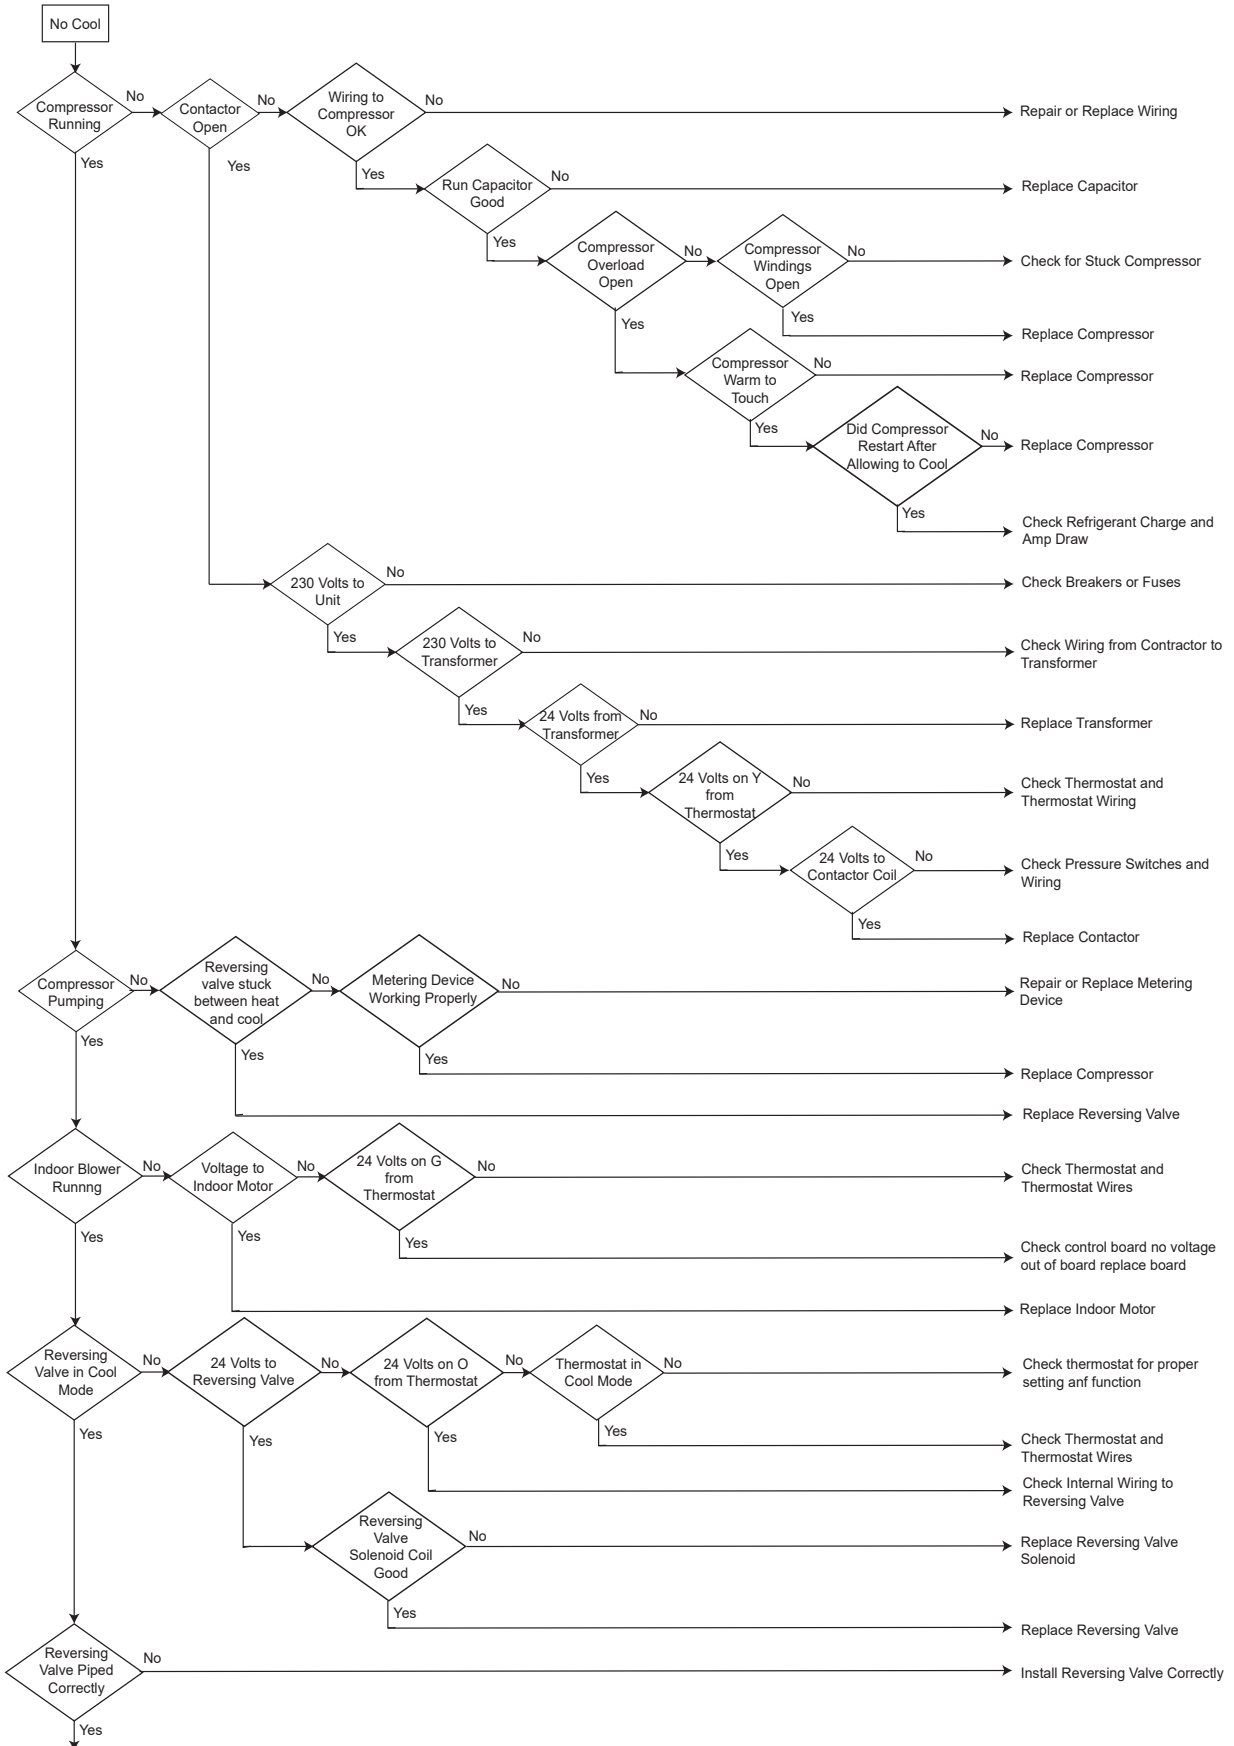 No Cool
Compressor
Running
No
Yes
Contactor
Open
No
Yes
Wiring to
Compressor
OK
No
Yes
Repair or Replace Wiring
Run Capacitor
Good
No
Yes
Replace Capacitor
Compressor
Overload
Open
No
Yes
Compressor
Windings
Open
No
Yes
Check for Stuck Compressor
Replace Compressor
Compressor
Warm to
Touch
No
Yes
Replace Compressor
Did Compressor
Restart After
Allowing to Cool
No
Yes
Replace Compressor
Check Refrigerant Charge and
Amp Draw
230 Volts to
Unit
No
Yes
Check Breakers or Fuses
230 Volts to
Transformer
No
Yes
Check Wiring from Contractor to
Transformer
24 Volts from
Transformer
No
Yes
Replace Transformer
24 Volts on Y
from
Thermostat
No
Yes
Check Thermostat and
Thermostat Wiring
24 Volts to
Contactor Coil
No
Yes
Check Pressure Switches and
Wiring
Replace Contactor
Compressor
Pumping
No
Yes
Reversing
valve stuck
between heat
and cool
No
Yes
Metering Device
Working Properly
No
Yes
Repair or Replace Metering
Device
Replace Compressor
Replace Reversing Valve
Indoor Blower
Runnng
No
Yes
Voltage to
Indoor Motor
No
Yes
24 Volts on G
from
Thermostat
No
Yes
Check Thermostat and
Thermostat Wires
Check control board no voltage
out of board replace board
Replace Indoor Motor
Reversing
Valve in Cool
Mode
No
Yes
24 Volts to
Reversing Valve
No
Yes
24 Volts on O
from Thermostat
No
Yes
Thermostat in
Cool Mode
No
Yes
Check thermostat for proper
setting anf function
Check Thermostat and
Thermostat Wires
Check Internal Wiring to
Reversing Valve
Reversing
Valve
Solenoid Coil
Good
No
Yes
Replace Reversing Valve
Solenoid
Replace Reversing Valve
Reversing
Valve Piped
Correctly
No
Yes
Install Reversing Valve Correctly